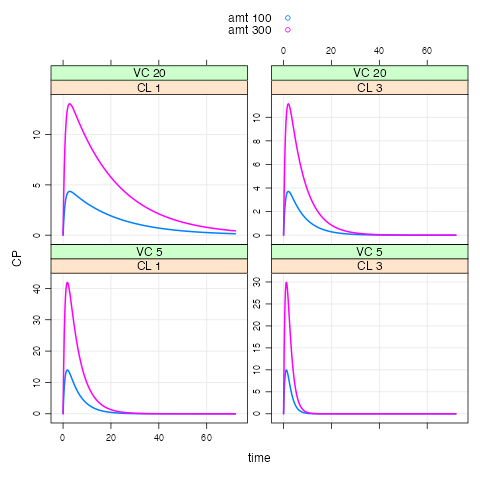 amt 100
amt 300
0 20 40 60
VC 20
CL 1
VC 20
CL 3
0 5 10
0 2 4 6 8 10
VC 5
CL 1
VC 5
CL 3
0 10 20 30 40
0 5 10 15 20 25 30
0 20 40 60
CP
time